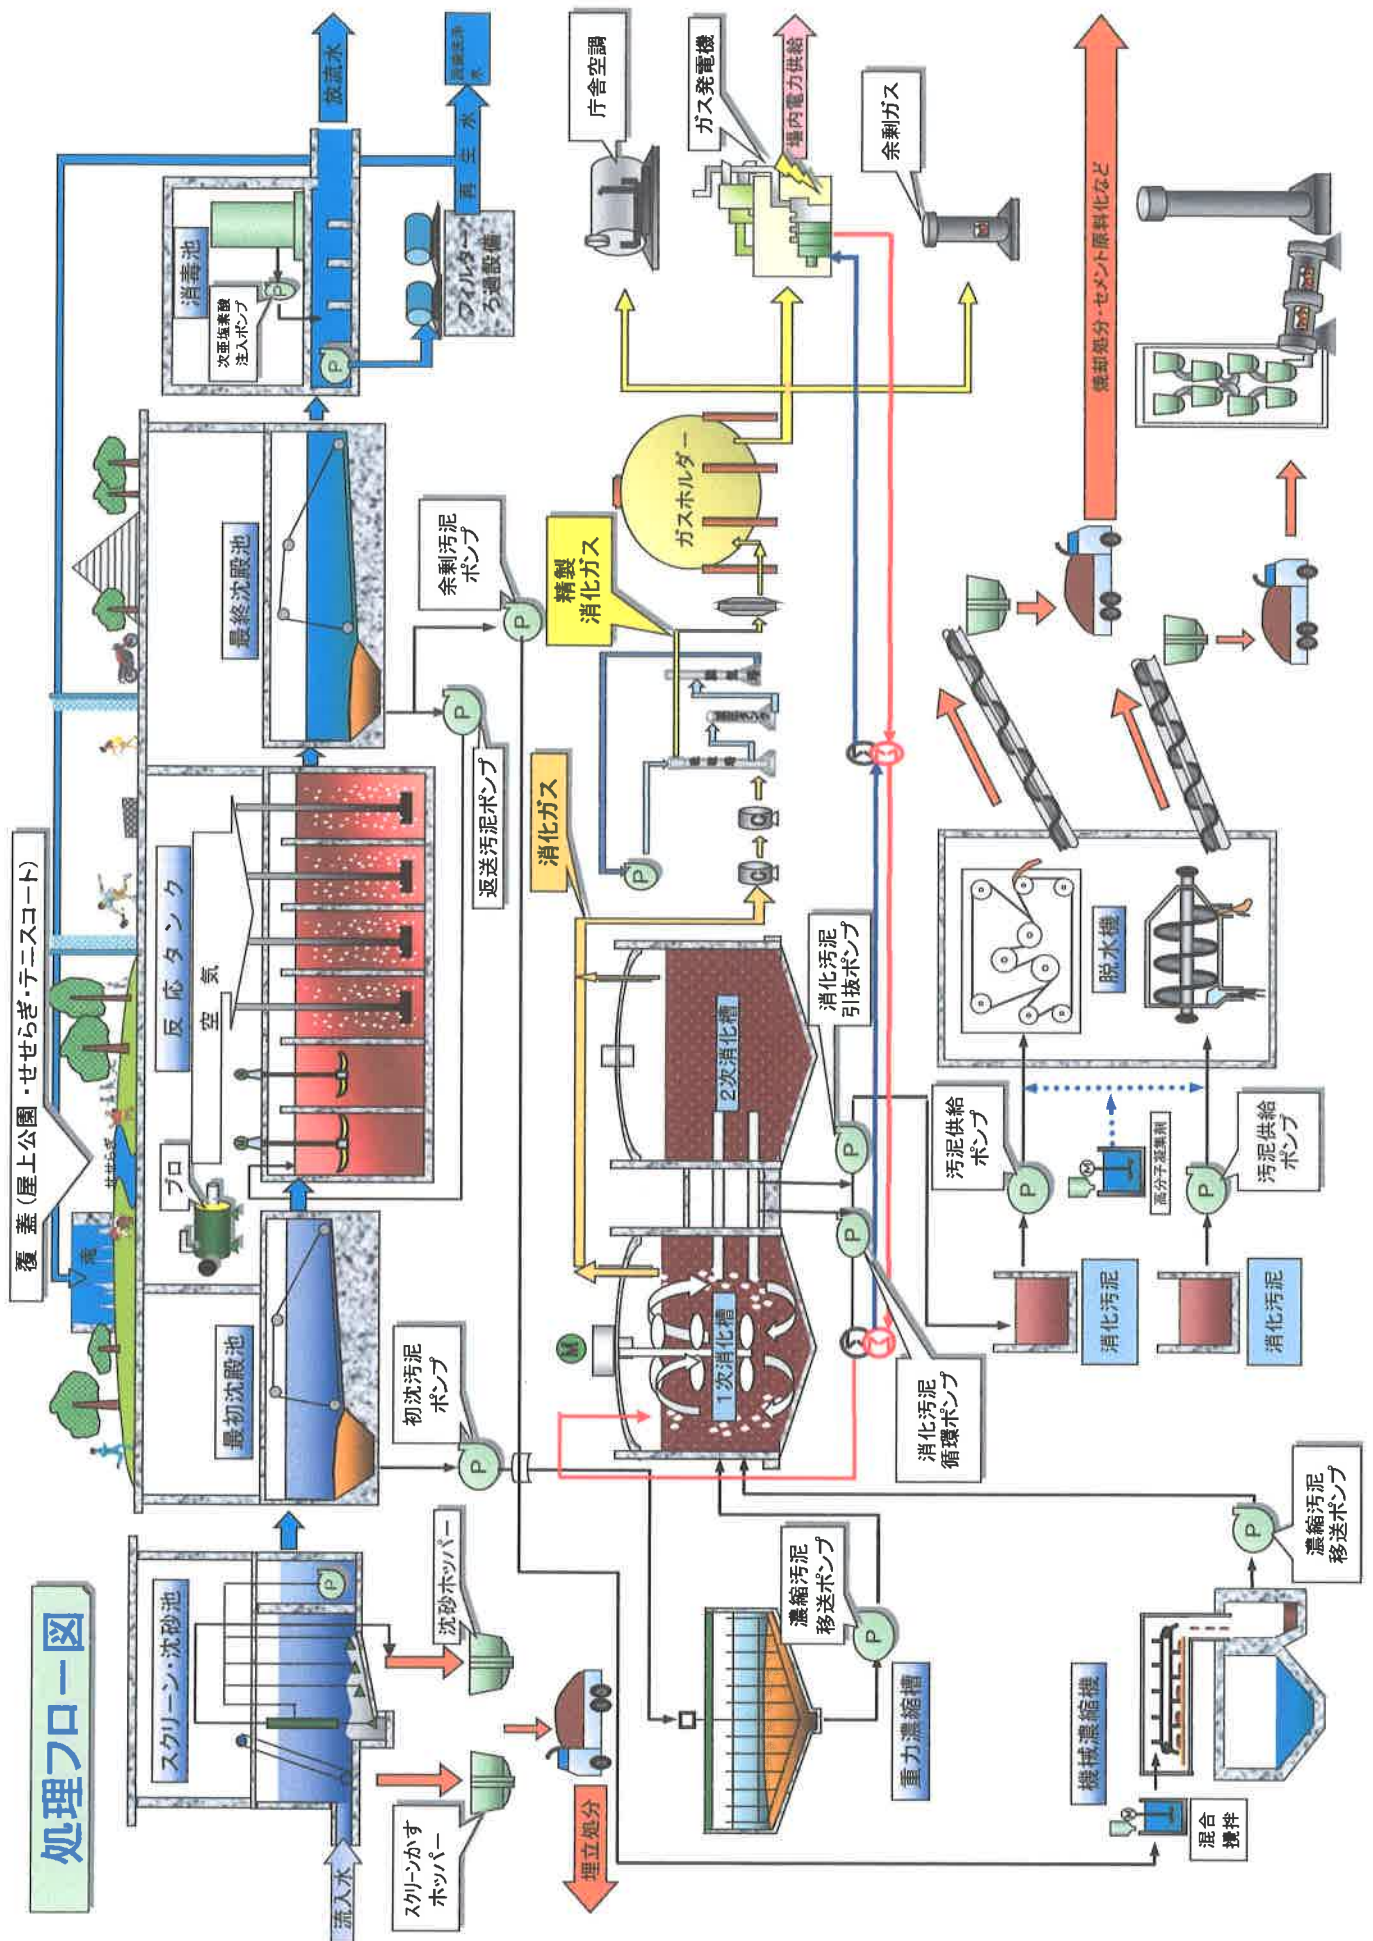 処理フロー図
覆蓋(屋上公園・せせらぎ・テニスコート)
滝
せせらぎ
流入水
スクリーン・沈砂池
P
スクリーンかす
ホッパー
沈砂ホッパー
埋立処分
最初沈殿池
初沈汚泥
ポンプ
P
ブロワ
反応タンク
空気
M
M
最終沈殿池
返送汚泥ポンプ
P
余剰汚泥
ポンプ
P
消毒池
次亜塩素酸
注入ポンプ
P
P
放流水
フィルター
ろ過設備
再生水
重力濃縮槽
濃縮汚泥
移送ポンプ
P
機械濃縮機
M
混合
攪拌
濃縮汚泥
移送ポンプ
P
M
1次消化槽
2次消化槽
消化汚泥
循環ポンプ
P
消化汚泥
引抜ポンプ
P
消化ガス
C
C
P
精製
消化ガス
ガスホルダー
庁舎空調
ガス発電機
場内電力供給
余剰ガス
消化汚泥
消化汚泥
汚泥供給
ポンプ
P
M
高分子凝集剤
汚泥供給
ポンプ
P
脱水機
焼却処分・セメント原料化など